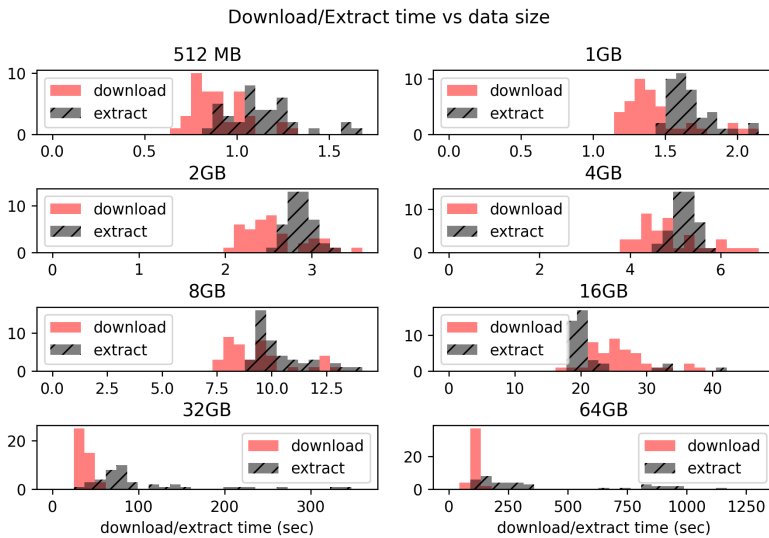 Download/Extract time vs data size
512 MB
1GB
10
0
download
extract
0.0 0.5 1.0 1.5
10
0
download
extract
0.0 0.5 1.0 1.5 2.0
2GB
4GB
10
0
download
extract
0 1 2 3
10
0
download
extract
0 2 4 6
8GB
16GB
10
0
download
extract
0.0 2.5 5.0 7.5 10.0 12.5
10
0
download
extract
0 10 20 30 40
32GB
64GB
20
0
download
extract
0 100 200 300
download/extract time (sec)
20
0
download
extract
0 250 500 750 1000 1250
download/extract time (sec)